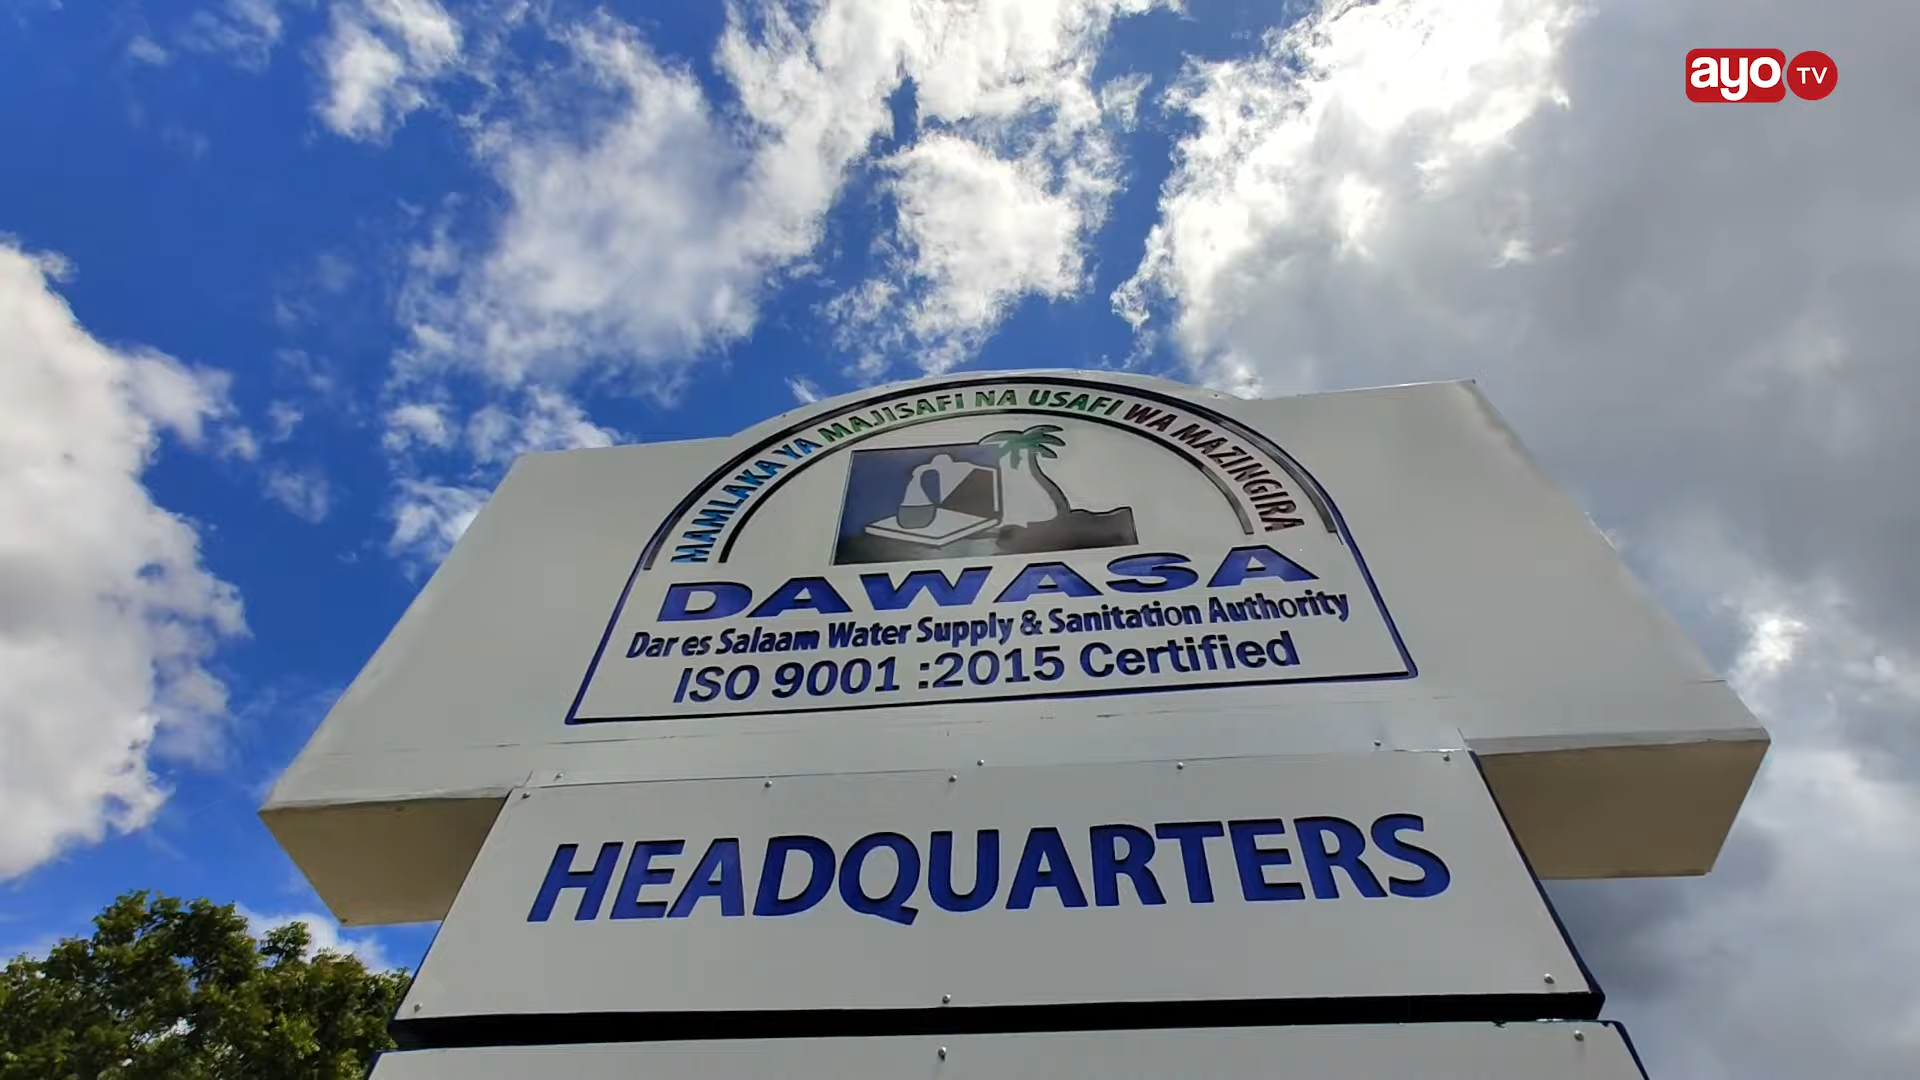 ayo TV
MAMLAKA YA MAJISAFI NA USAFI WA MAZINGIRA
DAWASA
Dar es Salaam Water Supply & Sanitation Authority
ISO 9001 :2015 Certified
HEADQUARTERS